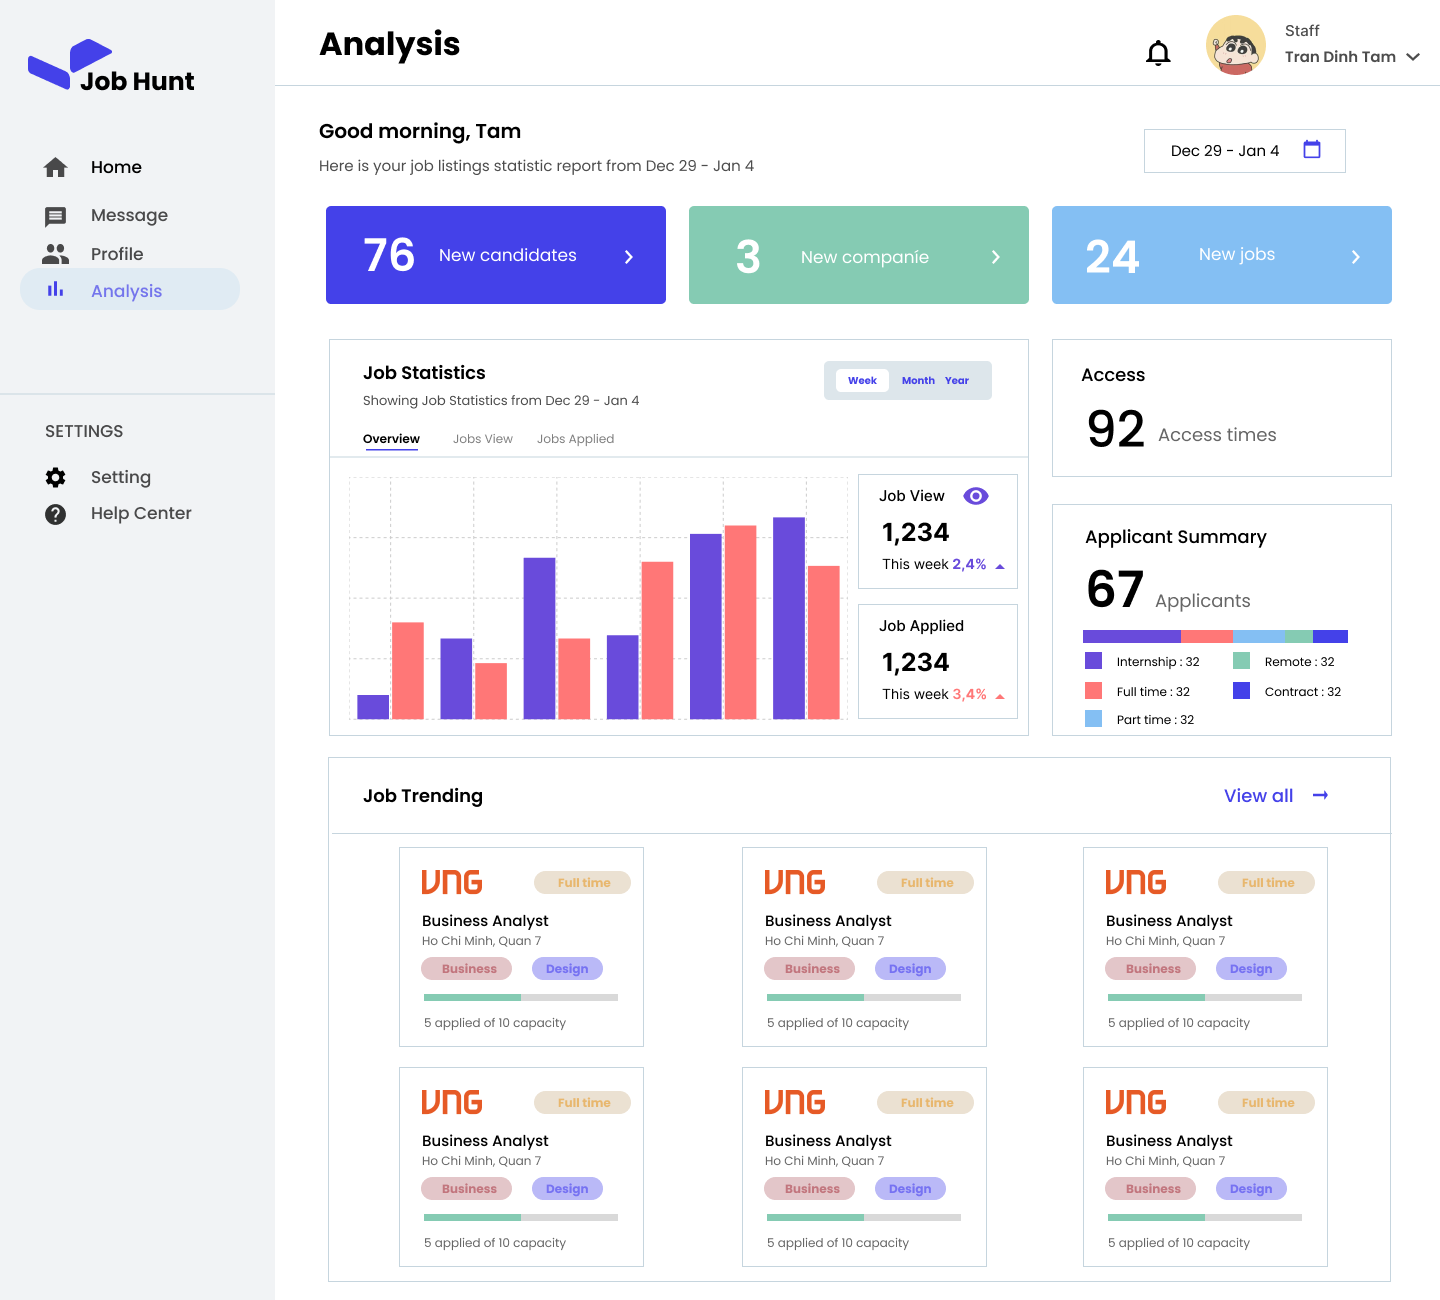 Job Hunt
Home
Message
Profile
Analysis
SETTINGS
Setting
Help Center
Analysis
Staff
Tran Dinh Tam
Good morning, Tam
Here is your job listings statistic report from Dec 29 - Jan 4
Dec 29 - Jan 4
76 New candidates
3 New companíe
24 New jobs
Job Statistics
Showing Job Statistics from Dec 29 - Jan 4
Week Month Year
Overview Jobs View Jobs Applied
Job View
1,234
This week 2,4%
Job Applied
1,234
This week 3,4%
Access
92 Access times
Applicant Summary
67 Applicants
Internship : 32 Remote : 32
Full time : 32 Contract : 32
Part time : 32
Job Trending
View all
VNG Full time
Business Analyst
Ho Chi Minh, Quan 7
Business Design
5 applied of 10 capacity
VNG Full time
Business Analyst
Ho Chi Minh, Quan 7
Business Design
5 applied of 10 capacity
VNG Full time
Business Analyst
Ho Chi Minh, Quan 7
Business Design
5 applied of 10 capacity
VNG Full time
Business Analyst
Ho Chi Minh, Quan 7
Business Design
5 applied of 10 capacity
VNG Full time
Business Analyst
Ho Chi Minh, Quan 7
Business Design
5 applied of 10 capacity
VNG Full time
Business Analyst
Ho Chi Minh, Quan 7
Business Design
5 applied of 10 capacity